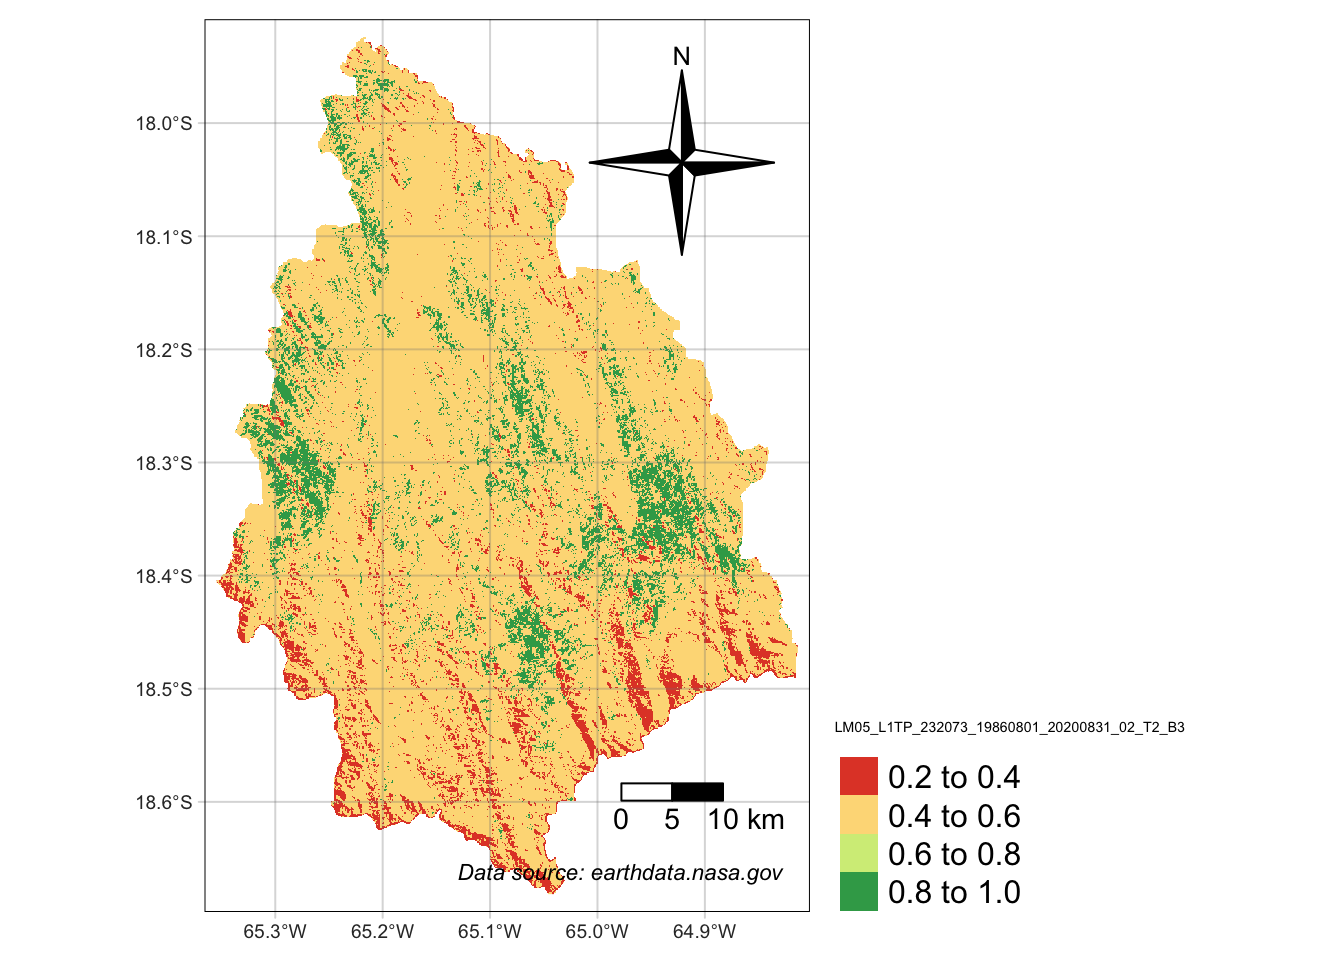 N
18.0°S
18.1°S
18.2°S
18.3°S
18.4°S
18.5°S
18.6°S
0 5 10 km
Data source: earthdata.nasa.gov
65.3°W 65.2°W 65.1°W 65.0°W 64.9°W
LM05_L1TP_232073_19860801_20200831_02_T2_B3
0.2 to 0.4
0.4 to 0.6
0.6 to 0.8
0.8 to 1.0